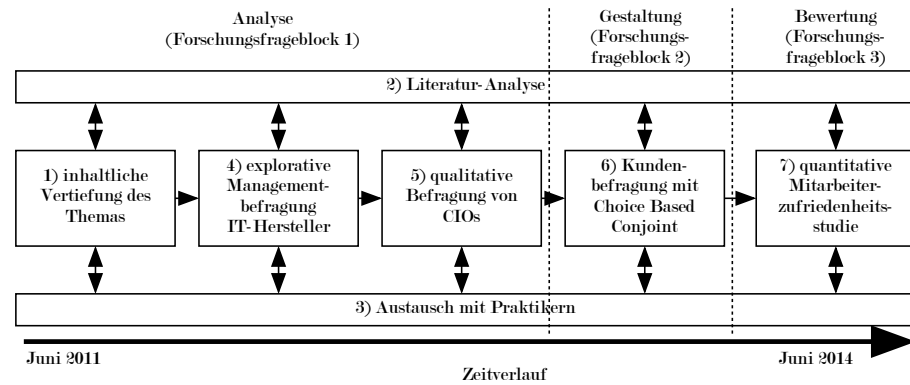 Analyse
(Forschungsfrageblock 1)
Gestaltung
(Forschungs-
frageblock 2)
Bewertung
(Forschungs-
frageblock 3)
2) Literatur-Analyse
1) inhaltliche
Vertiefung des
Themas
4) explorative
Management-
befragung
IT-Hersteller
5) qualitative
Befragung von
CIOs
6) Kunden-
befragung mit
Choice Based
Conjoint
7) quantitative
Mitarbeiter-
zufriedenheits-
studie
3) Austausch mit Praktikern
Juni 2011
Juni 2014
Zeitverlauf